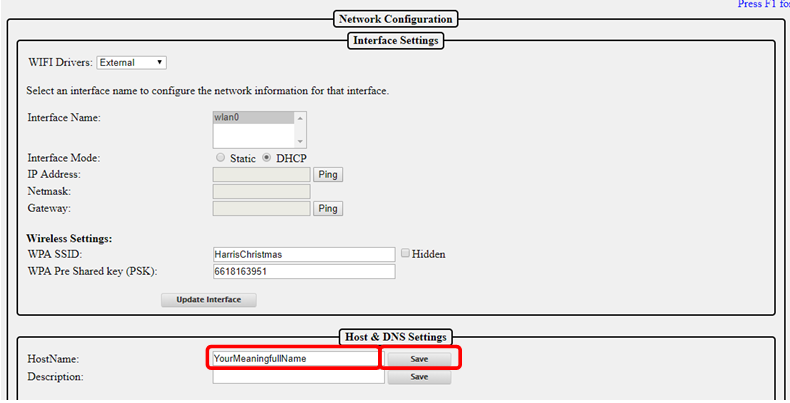 Press F1 fo
Network Configuration
Interface Settings
WIFI Drivers: External
Select an interface name to configure the network information for that interface.
Interface Name: wlan0
Interface Mode: Static DHCP
IP Address: Ping
Netmask:
Gateway: Ping
Wireless Settings:
WPA SSID: HarrisChristmas Hidden
WPA Pre Shared key (PSK): 6618163951
Update Interface
Host & DNS Settings
HostName: YourMeaningfullName Save
Description: Save